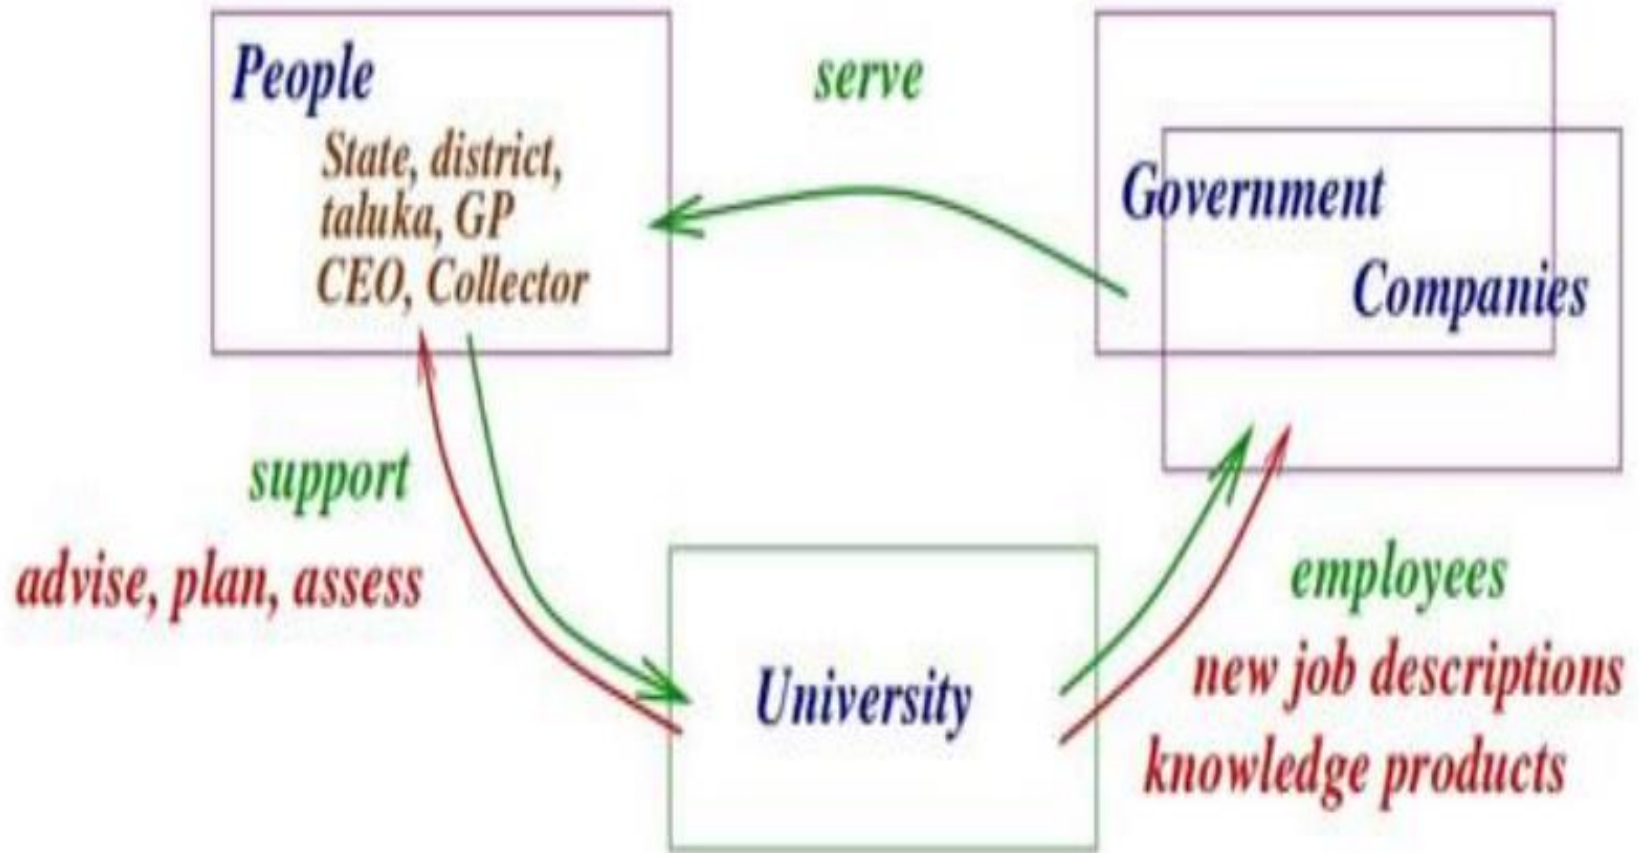 People
State, district,
taluka, GP
CEO, Collector
serve
Government
Companies
support
advise, plan, assess
University
employees
new job descriptions
knowledge products